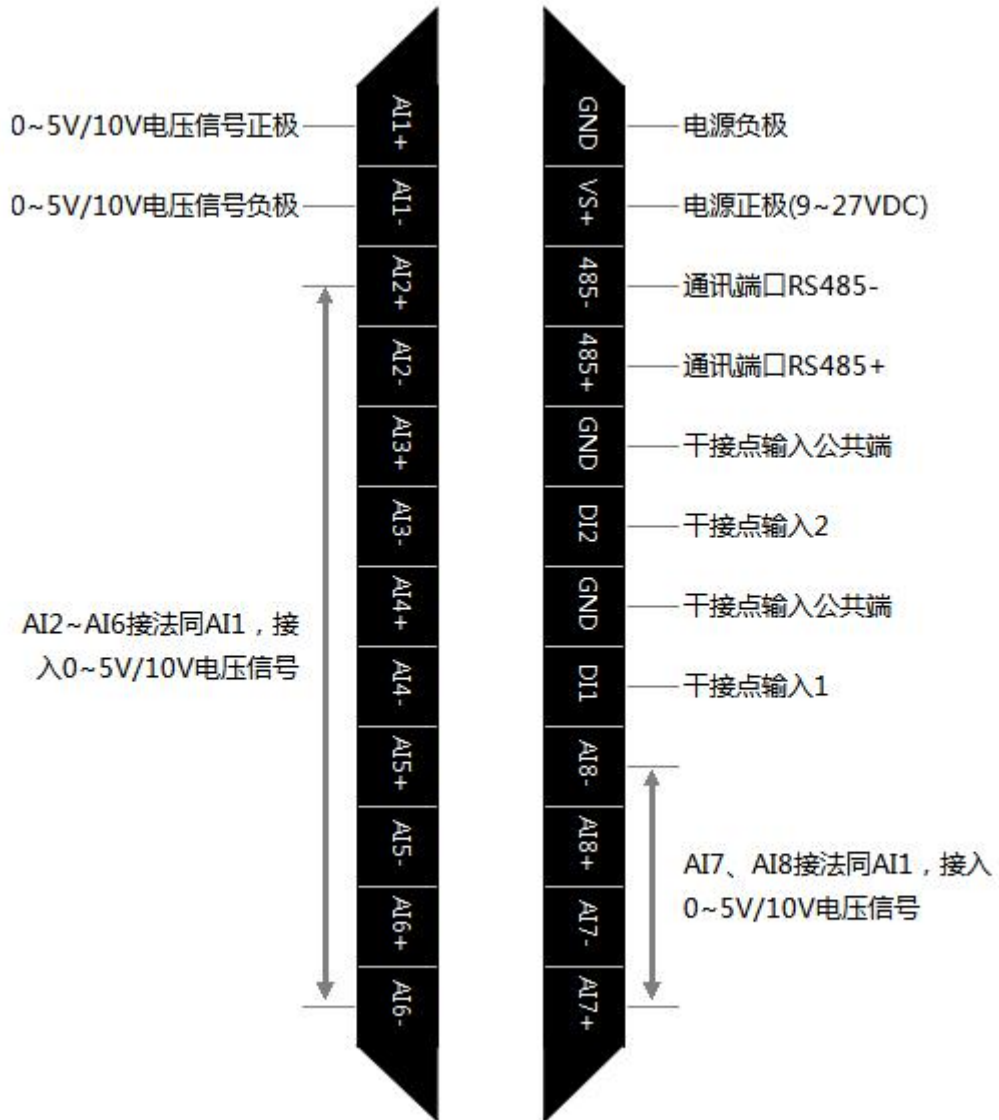 0~5V/10V电压信号正极
0~5V/10V电压信号负极
AI2~AI6接法同AI1，接
入0~5V/10V电压信号
AI1+
AI1-
AI2+
AI2-
AI3+
AI3-
AI4+
AI4-
AI5+
AI5-
AI6+
AI6-
GND
VS+
485-
485+
GND
DI2
GND
DI1
AI8-
AI8+
AI7-
AI7+
电源负极
电源正极(9~27VDC)
通讯端口RS485-
通讯端口RS485+
干接点输入公共端
干接点输入2
干接点输入公共端
干接点输入1
AI7、AI8接法同AI1，接入
0~5V/10V电压信号